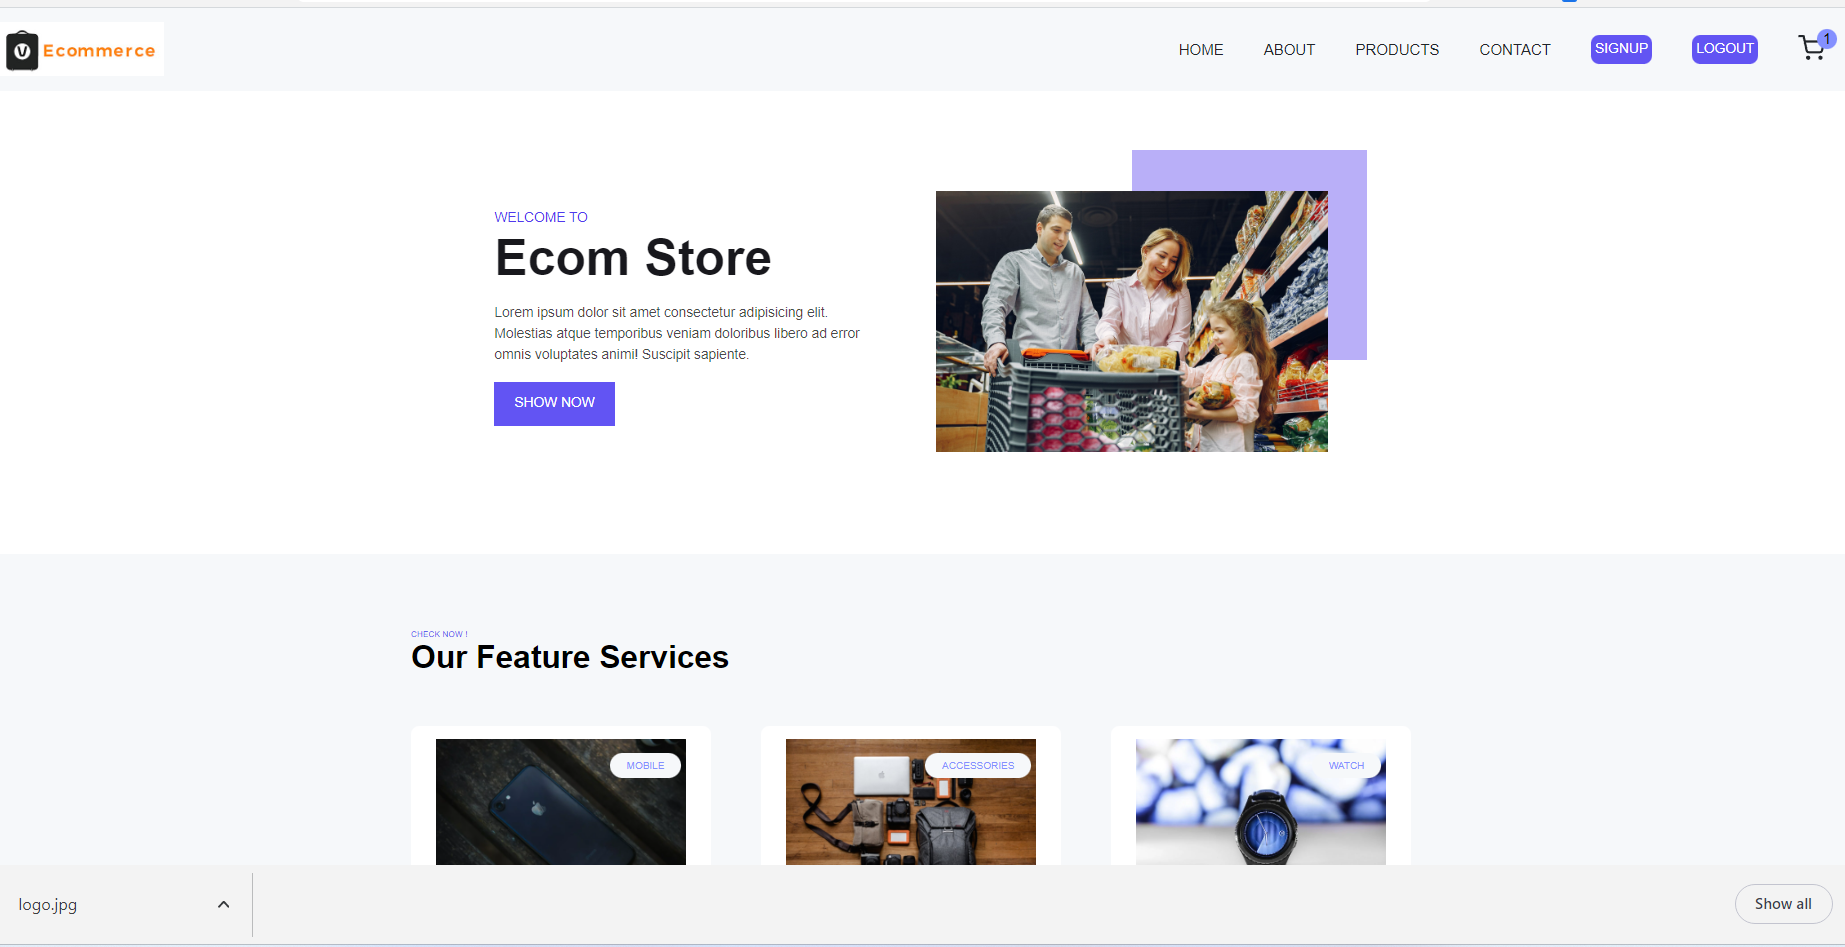 V Ecommerce
HOME ABOUT PRODUCTS CONTACT SIGNUP LOGOUT 1
WELCOME TO
Ecom Store
Lorem ipsum dolor sit amet consectetur adipisicing elit.
Molestias atque temporibus veniam doloribus libero ad error
omnis voluptates animi! Suscipit sapiente.
SHOW NOW
CHECK NOW !
Our Feature Services
MOBILE
ACCESSORIES
WATCH
logo.jpg
Show all